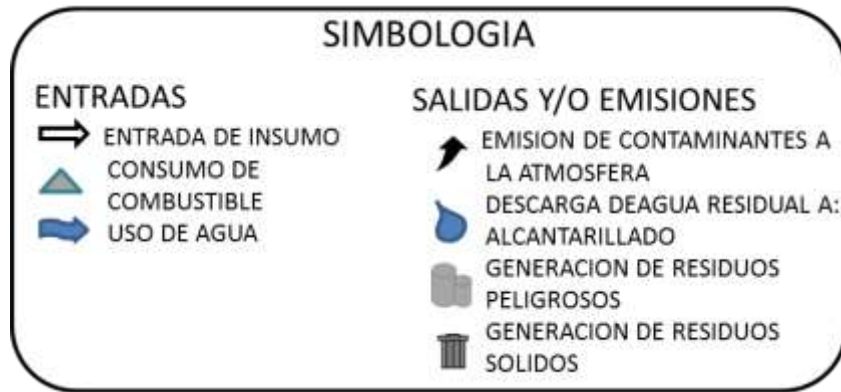 SIMBOLOGIA
ENTRADAS
ENTRADA DE INSUMO
CONSUMO DE
COMBUSTIBLE
USO DE AGUA
SALIDAS Y/O EMISIONES
EMISION DE CONTAMINANTES A
LA ATMOSFERA
DESCARGA DEAGUA RESIDUAL A:
ALCANTARILLADO
GENERACION DE RESIDUOS
PELIGROSOS
GENERACION DE RESIDUOS
SOLIDOS